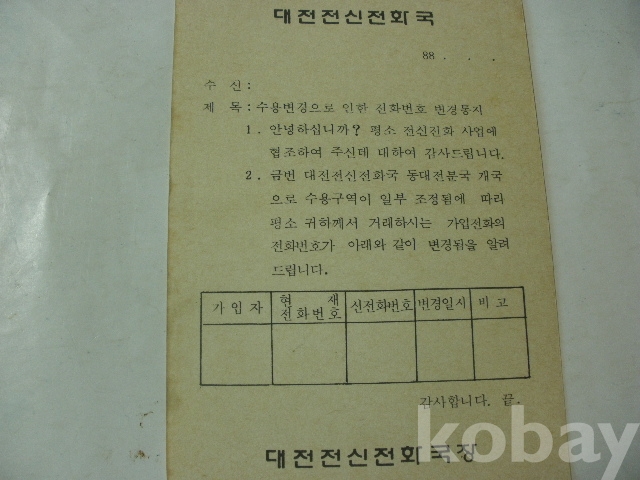 대전전신전화국
88 . . .
수 신 :
제 목 : 수용변경으로 인한 전화번호 변경통지
1. 안녕하십니까? 평소 전신전화 사업에
협조하여 주신데 대하여 감사드립니다.
2. 금번 대전전신전화국 동대전분국 개국
으로 수용구역이 일부 조정됨에 따라
평소 귀하께서 거래하시는 가입전화의
전화번호가 아래와 같이 변경됨을 알려
드립니다.
가입자 현재전화번호 신전화번호 변경일시 비고
감사합니다. 끝.
대전전신전화국장
kobay